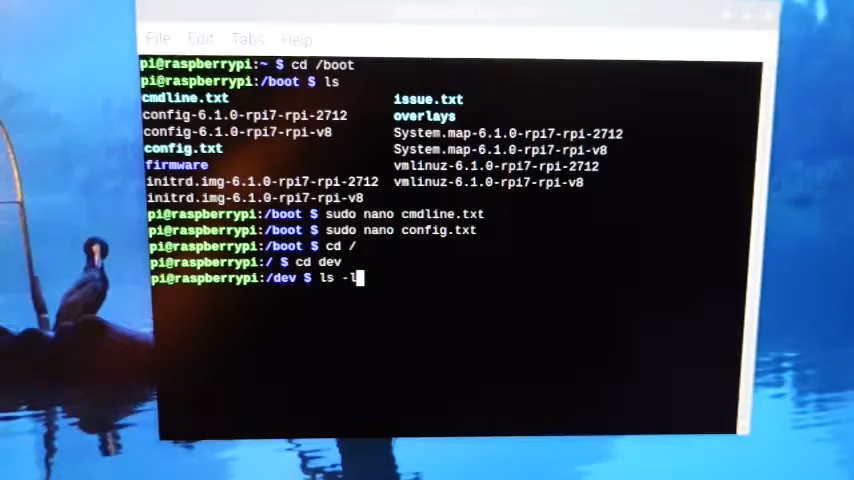 File Edit Tabs Help
pi@raspberrypi:~ $ cd /boot
pi@raspberrypi:/boot $ ls
cmdline.txt issue.txt
config-6.1.0-rpi7-rpi-2712 overlays
config-6.1.0-rpi7-rpi-v8 System.map-6.1.0-rpi7-rpi-2712
config.txt System.map-6.1.0-rpi7-rpi-v8
firmware vmlinuz-6.1.0-rpi7-rpi-2712
initrd.img-6.1.0-rpi7-rpi-2712 vmlinuz-6.1.0-rpi7-rpi-v8
initrd.img-6.1.0-rpi7-rpi-v8
pi@raspberrypi:/boot $ sudo nano cmdline.txt
pi@raspberrypi:/boot $ sudo nano config.txt
pi@raspberrypi:/boot $ cd /
pi@raspberrypi:/ $ cd dev
pi@raspberrypi:/dev $ ls -l